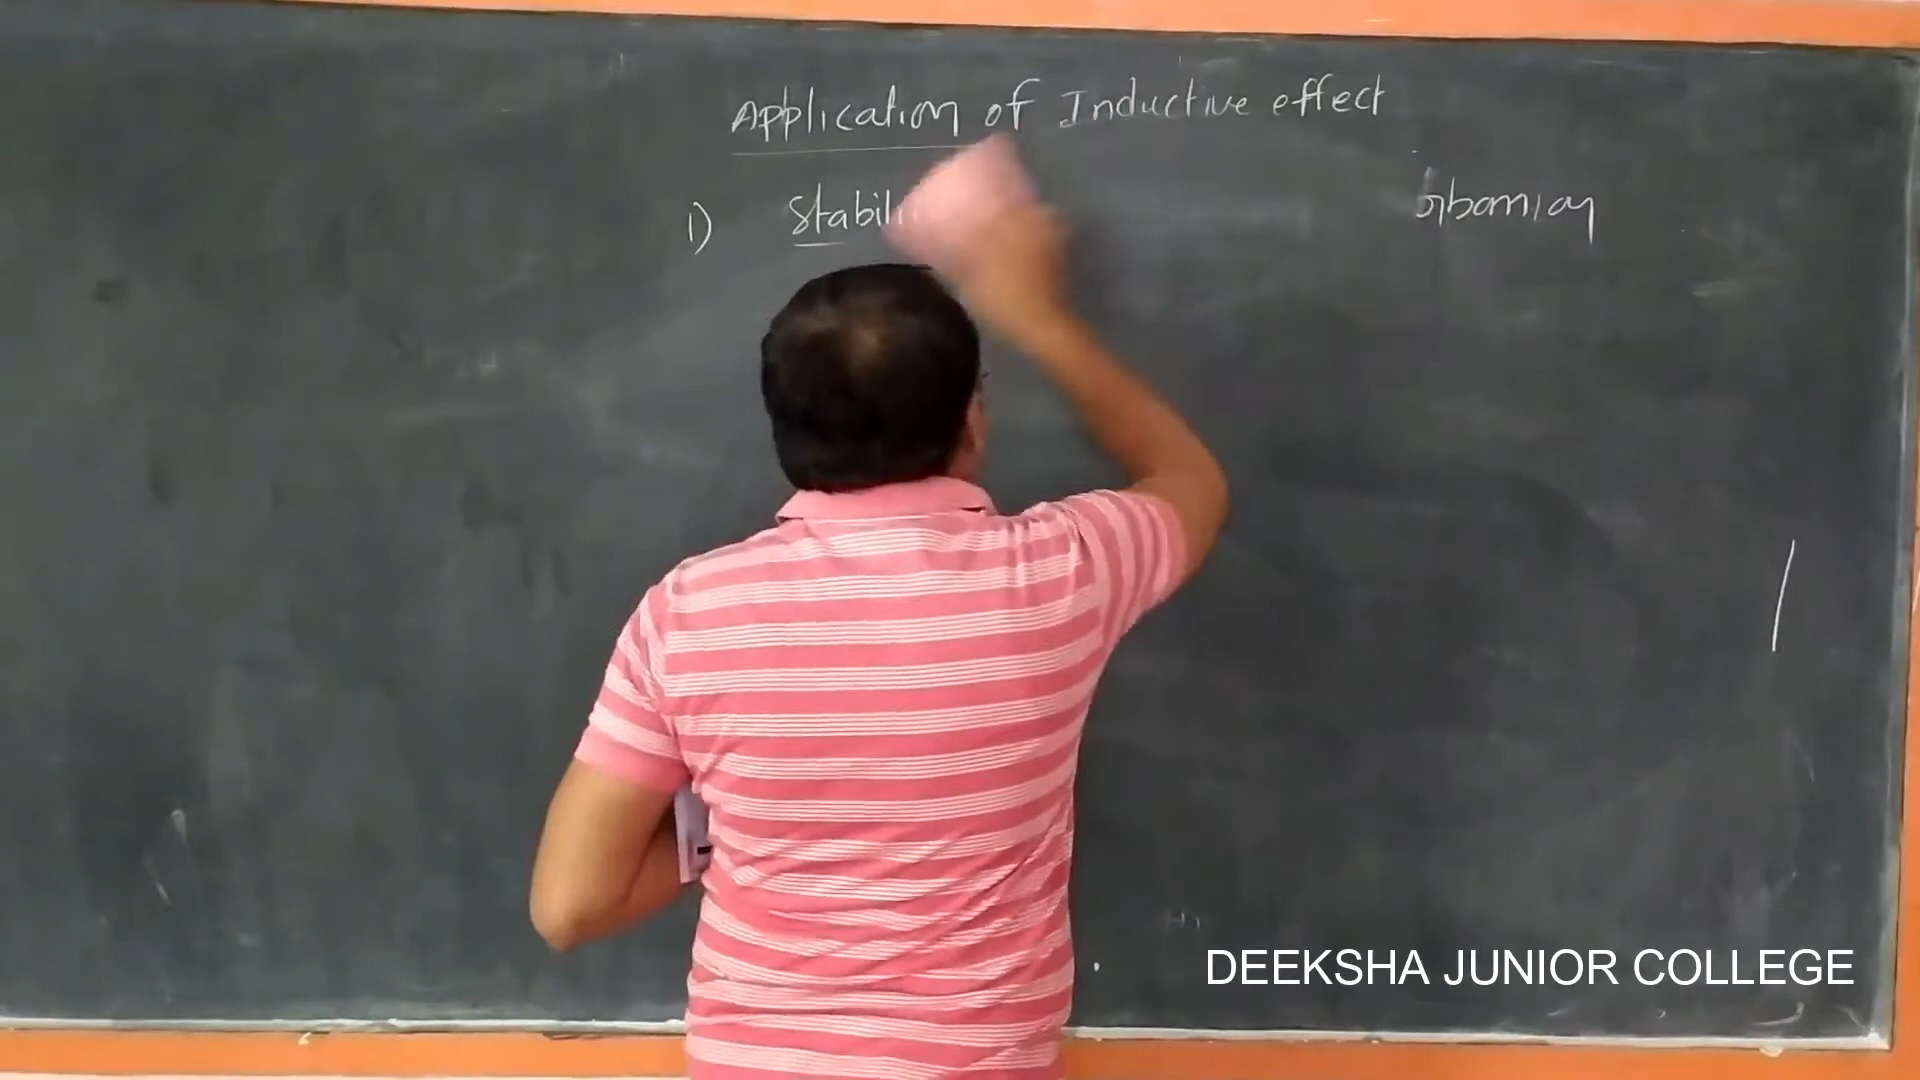 Application of Inductive effect
1) Stabili
DEEKSHA JUNIOR COLLEGE